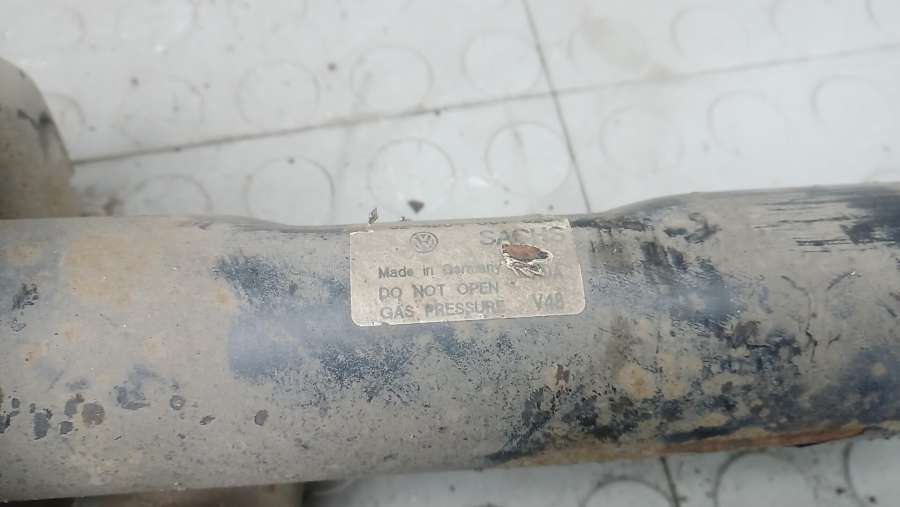 SACHS
Made in Germany
DO NOT OPEN
GAS PRESSURE V48